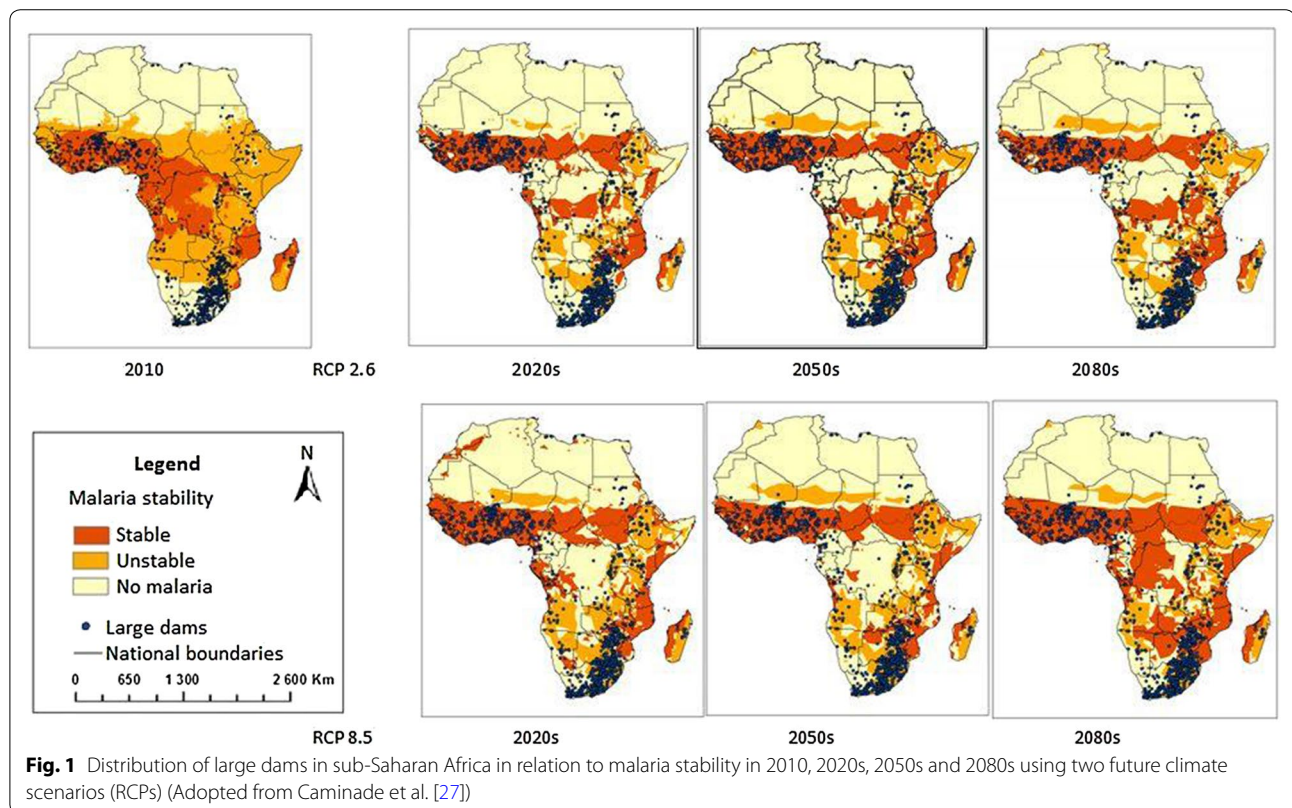 2010
RCP 2.6
2020s
2050s
2080s
Legend
N
Malaria stability
Stable
Unstable
No malaria
Large dams
National boundaries
0 650 1 300 2 600 Km
RCP 8.5
2020s
2050s
2080s
Fig. 1 Distribution of large dams in sub-Saharan Africa in relation to malaria stability in 2010, 2020s, 2050s and 2080s using two future climate
scenarios (RCPs) (Adopted from Caminade et al. [27])